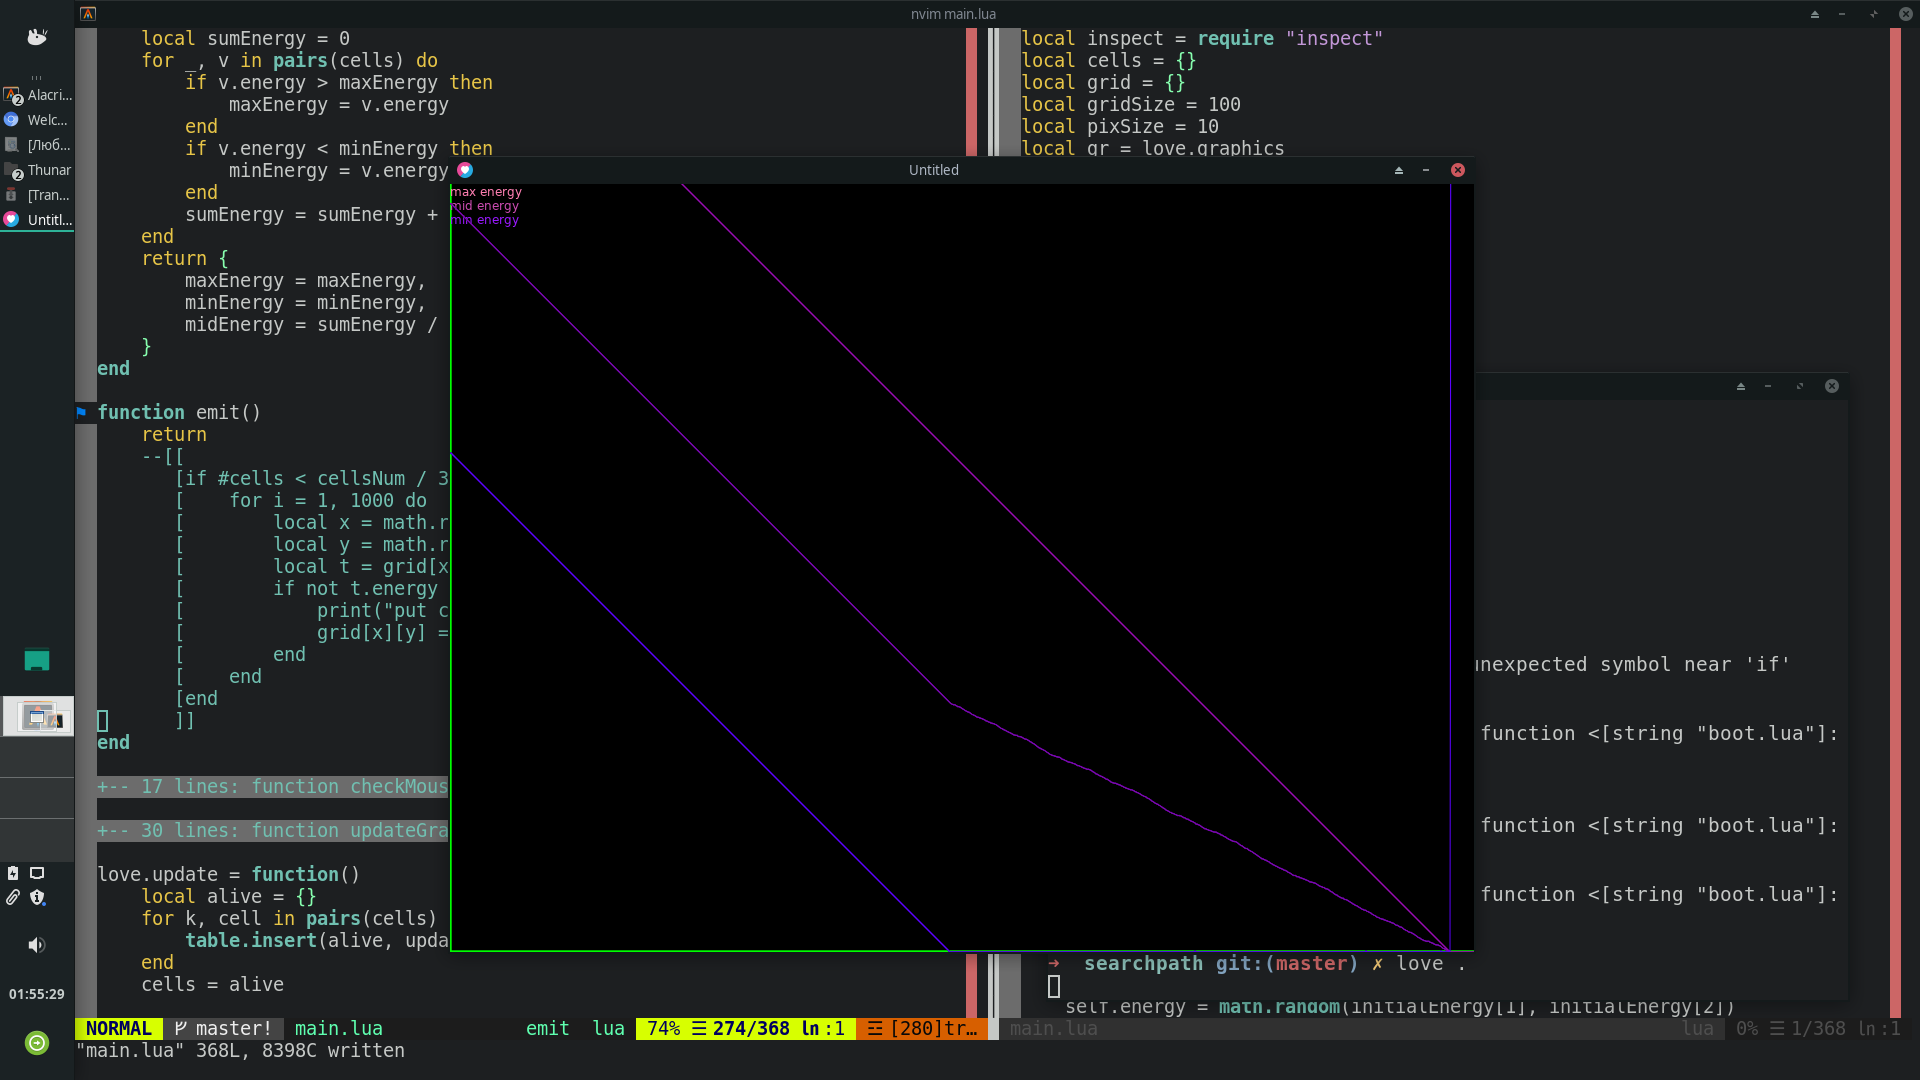 nvim main.lua
Alacri...
Welc...
[Люб...
Thunar
[Tran...
Untitl...
01:55:29
local sumEnergy = 0
for _, v in pairs(cells) do
if v.energy > maxEnergy then
maxEnergy = v.energy
end
if v.energy < minEnergy then
minEnergy = v.energy
end
sumEnergy = sumEnergy +
end
return {
maxEnergy = maxEnergy,
minEnergy = minEnergy,
midEnergy = sumEnergy /
}
end
function emit()
return
--[[
[if #cells < cellsNum / 3
[    for i = 1, 1000 do
[        local x = math.r
[        local y = math.r
[        local t = grid[x
[        if not t.energy
[            print("put c
[            grid[x][y] =
[        end
[    end
[end
]]
end
+-- 17 lines: function checkMous
+-- 30 lines: function updateGra
love.update = function()
local alive = {}
for k, cell in pairs(cells)
table.insert(alive, upda
end
cells = alive
NORMAL master! main.lua emit lua 74% ☰ 274/368 ln:1 ☲ [280]tr…
"main.lua" 368L, 8398C written
local inspect = require "inspect"
local cells = {}
local grid = {}
local gridSize = 100
local pixSize = 10
local gr = love.graphics
Untitled
max energy
mid energy
min energy
unexpected symbol near 'if'
function <[string "boot.lua"]:
function <[string "boot.lua"]:
function <[string "boot.lua"]:
→ searchpath git:(master) ✗ love .
self.energy = math.random(initialEnergy[1], initialEnergy[2])
main.lua lua 0% ☰ 1/368 ln:1